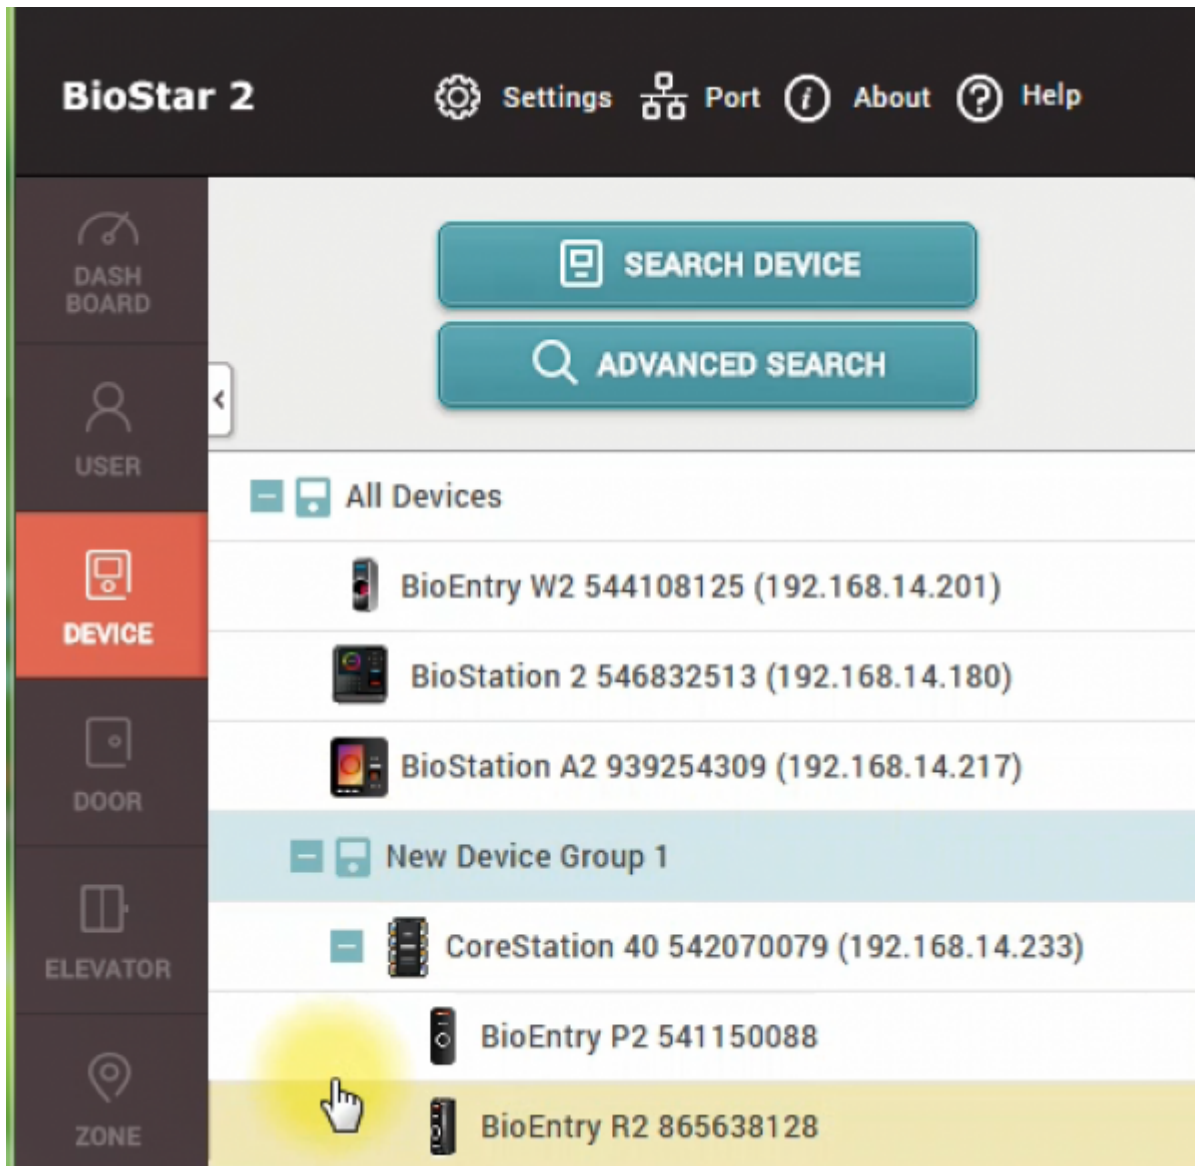 BioStar 2
Settings Port About Help
DASH
BOARD
USER
DEVICE
DOOR
ELEVATOR
ZONE
SEARCH DEVICE
ADVANCED SEARCH
All Devices
BioEntry W2 544108125 (192.168.14.201)
BioStation 2 546832513 (192.168.14.180)
BioStation A2 939254309 (192.168.14.217)
New Device Group 1
CoreStation 40 542070079 (192.168.14.233)
BioEntry P2 541150088
BioEntry R2 865638128